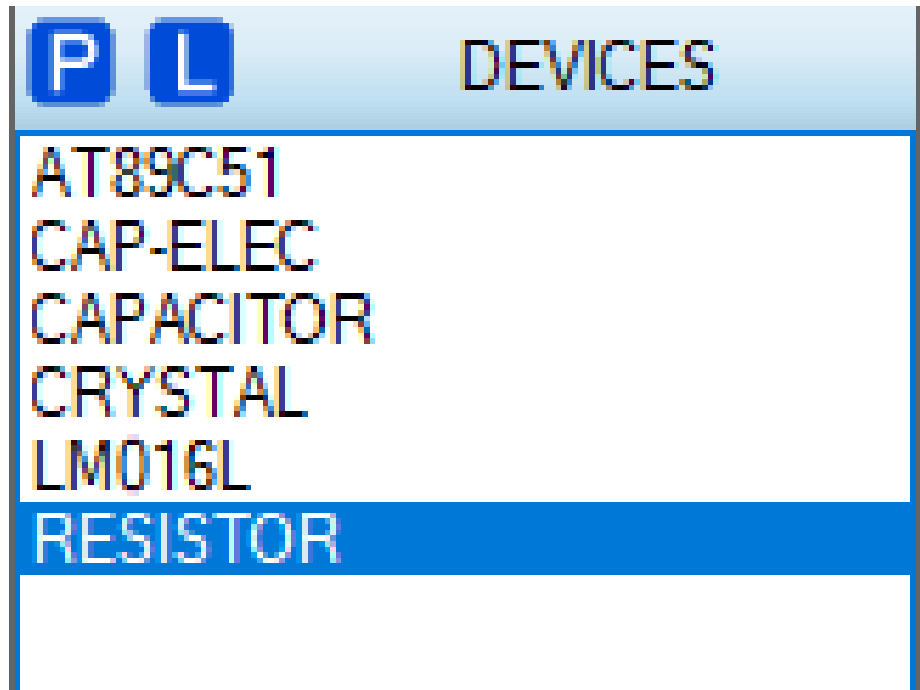 P L DEVICES
AT89C51
CAP-ELEC
CAPACITOR
CRYSTAL
LM016L
RESISTOR